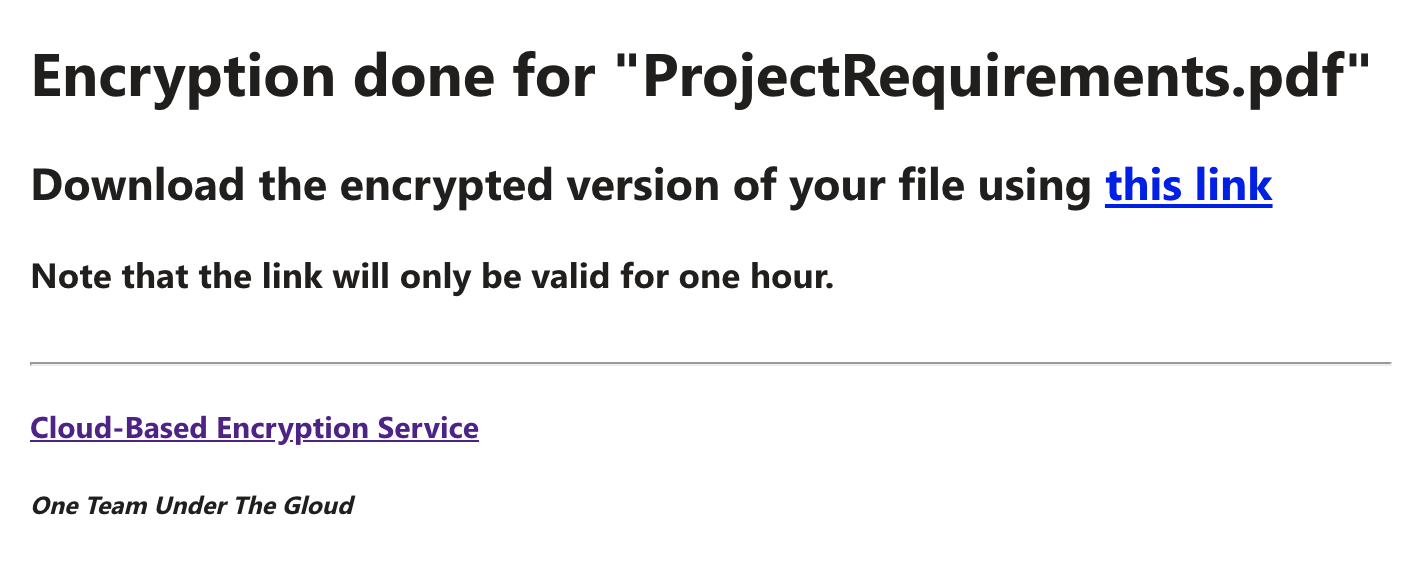 Encryption done for "ProjectRequirements.pdf"
Download the encrypted version of your file using this link
Note that the link will only be valid for one hour.
Cloud-Based Encryption Service
One Team Under The Gloud